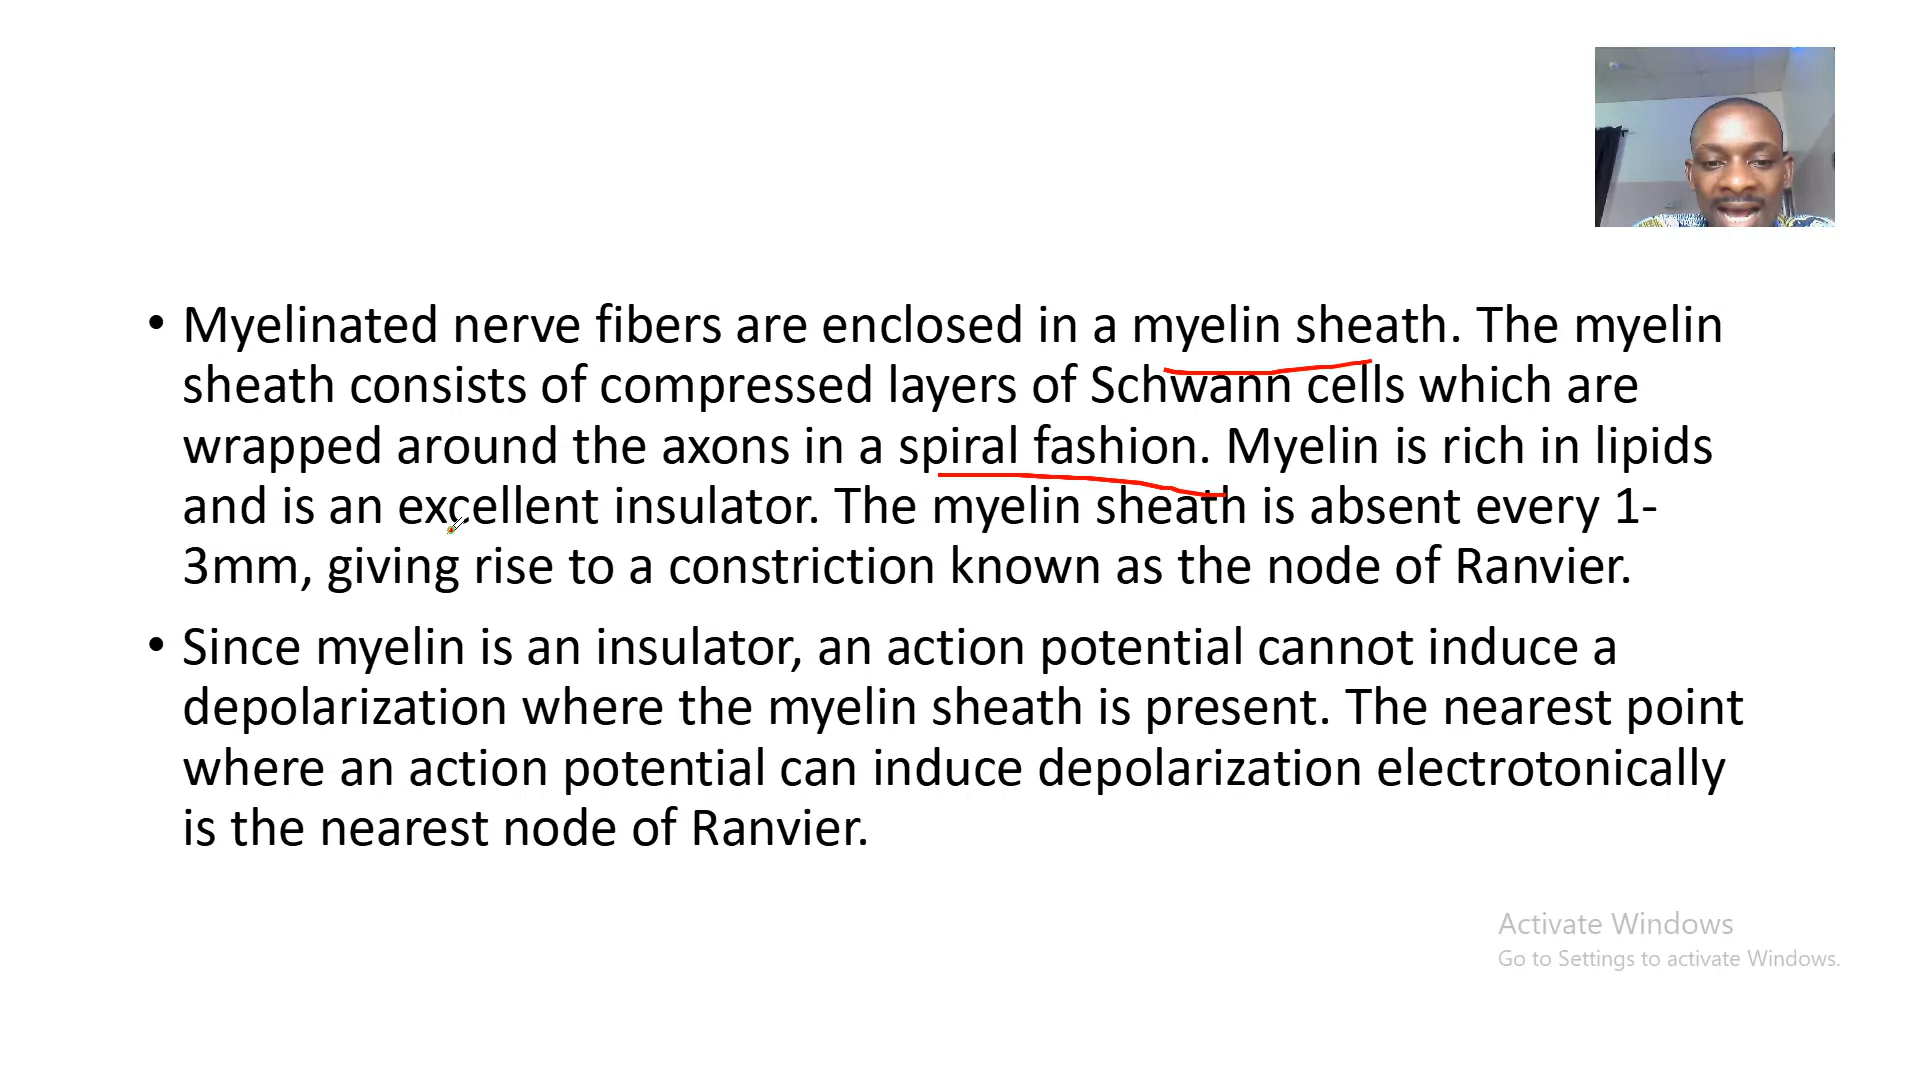 • Myelinated nerve fibers are enclosed in a myelin sheath. The myelin
sheath consists of compressed layers of Schwann cells which are
wrapped around the axons in a spiral fashion. Myelin is rich in lipids
and is an excellent insulator. The myelin sheath is absent every 1-
3mm, giving rise to a constriction known as the node of Ranvier.
• Since myelin is an insulator, an action potential cannot induce a
depolarization where the myelin sheath is present. The nearest point
where an action potential can induce depolarization electrotonically
is the nearest node of Ranvier.
Activate Windows
Go to Settings to activate Windows.